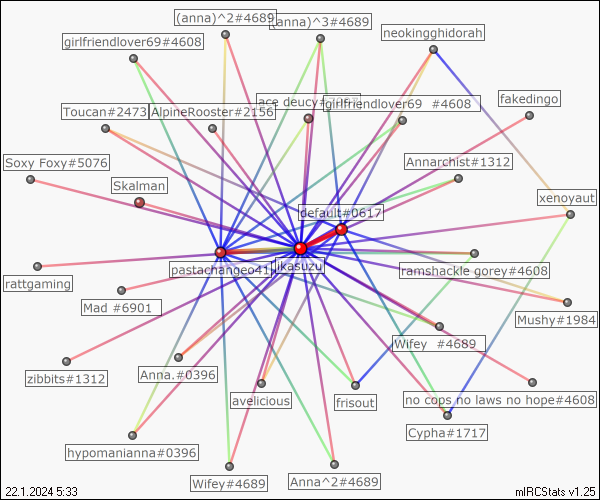 (anna)^2#4689
(anna)^3#4689
neokingghidorah
girlfriendlover69#4608
ace deucy
girlfriendlover69 #4608
fakedingo
Toucan#2473
AlpineRooster#2156
Annarchist#1312
Soxy Foxy#5076
Skalman
xenoyaut
default#0617
pastachangeo41
ikasuzu
ramshackle gorey#4608
rattgaming
Mad #6901
Mushy#1984
Wifey #4689
zibbits#1312
Anna.#0396
avelicious
frisout
no cops no laws no hope#4608
Cypha#1717
hypomanianna#0396
Wifey#4689
Anna^2#4689
22.1.2024 5:33
mIRCStats v1.25